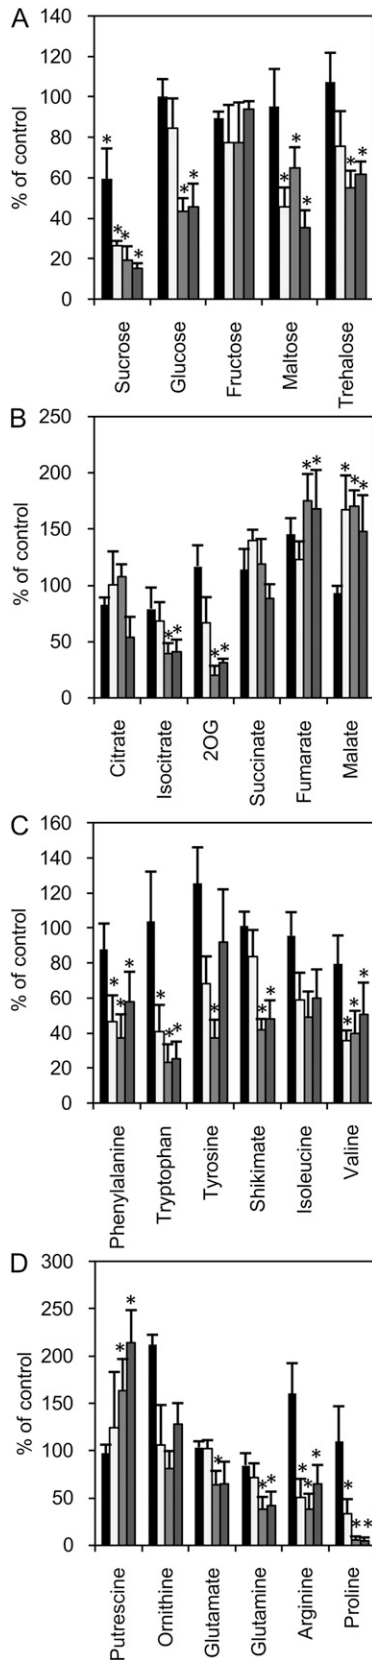 A
140
120
100
80
60
40
20
0
% of control
* * * * * * * * * *
Sucrose
Glucose
Fructose
Maltose
Trehalose
B
250
200
150
100
50
0
% of control
* * * * * * * * *
Citrate
Isocitrate
2OG
Succinate
Fumarate
Malate
C
160
140
120
100
80
60
40
20
0
% of control
* * * * * * * * * * * *
Phenylalanine
Tryptophan
Tyrosine
Shikimate
Isoleucine
Valine
D
300
250
200
150
100
50
0
% of control
* * * * * * * * * * *
Putrescine
Ornithine
Glutamate
Glutamine
Arginine
Proline